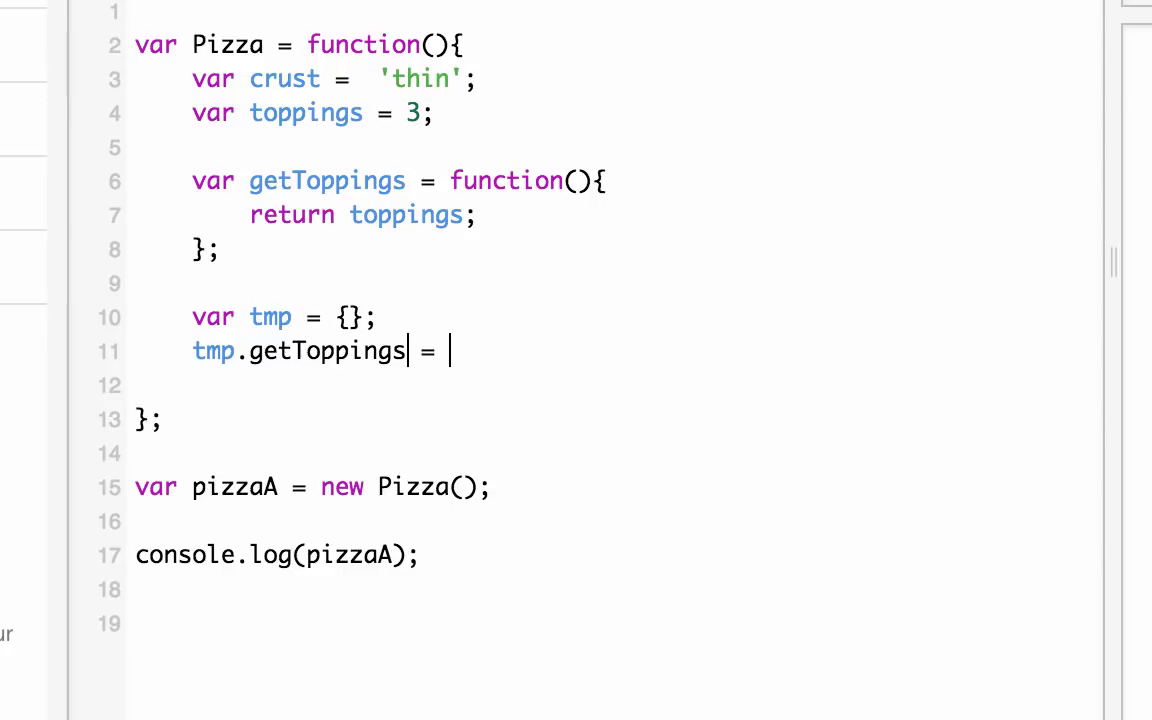 1
2 var Pizza = function(){
3 var crust =  'thin';
4 var toppings = 3;
5
6 var getToppings = function(){
7 return toppings;
8 };
9
10 var tmp = {};
11 tmp.getToppings =
12
13 };
14
15 var pizzaA = new Pizza();
16
17 console.log(pizzaA);
18
19
ur